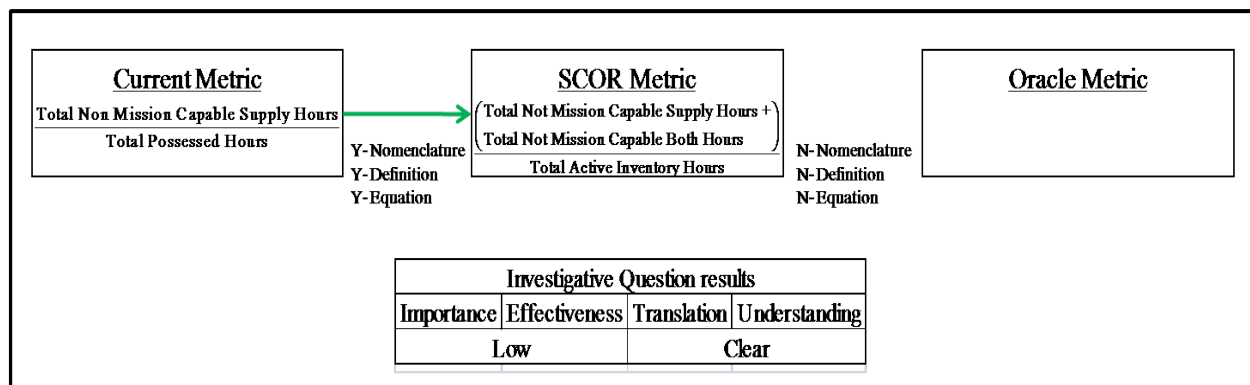 Current Metric
Total Non Mission Capable Supply Hours
Total Possessed Hours
Y-Nomenclature
Y-Definition
Y-Equation
SCOR Metric
(Total Not Mission Capable Supply Hours +
Total Not Mission Capable Both Hours)
Total Active Inventory Hours
N-Nomenclature
N-Definition
N-Equation
Oracle Metric
Investigative Question results
Importance Effectiveness Translation Understanding
Low Clear